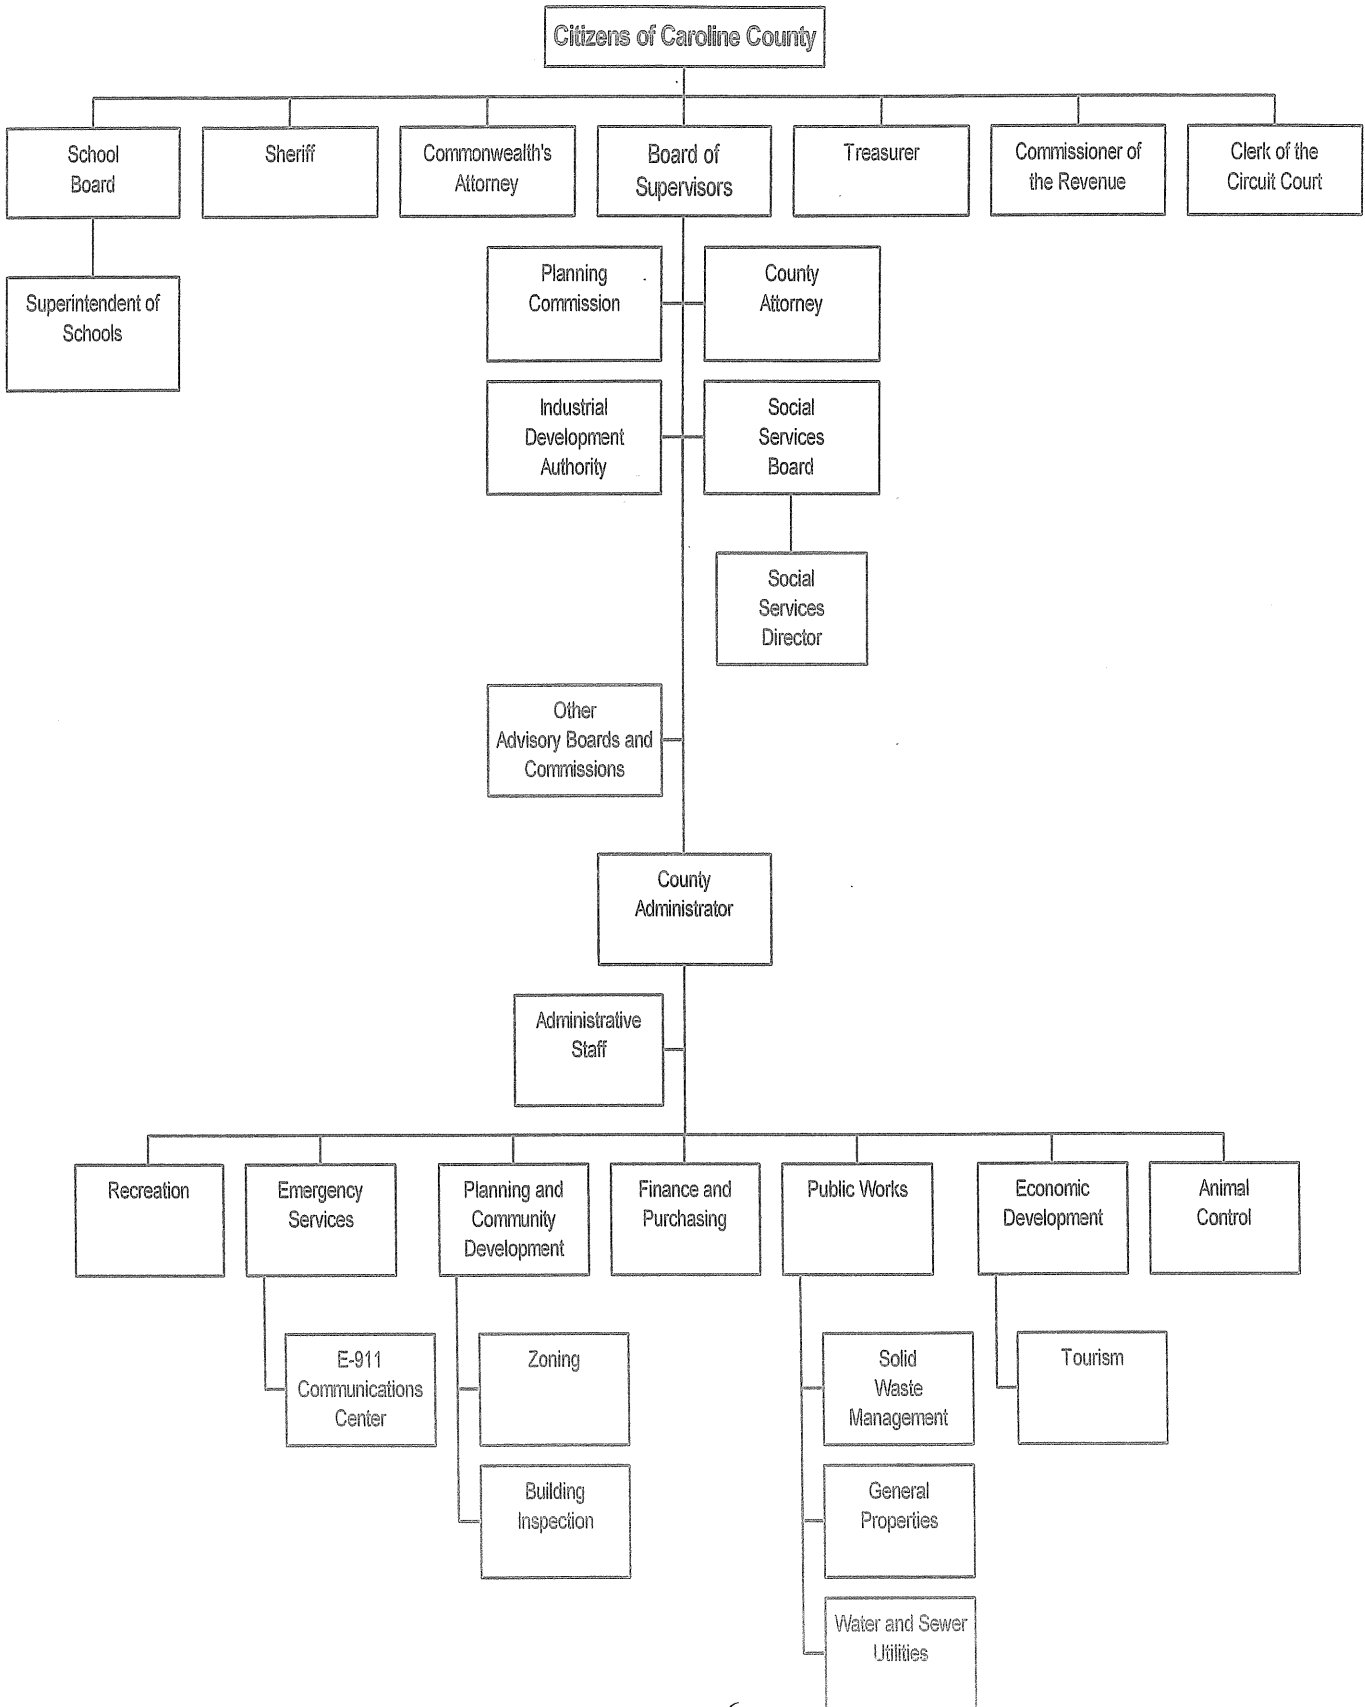 Citizens of Caroline County
School
Board
Sheriff
Commonwealth's
Attorney
Board of
Supervisors
Treasurer
Commissioner of
the Revenue
Clerk of the
Circuit Court
Superintendent of
Schools
Planning
Commission
County
Attorney
Industrial
Development
Authority
Social
Services
Board
Social
Services
Director
Other
Advisory Boards and
Commissions
County
Administrator
Administrative
Staff
Recreation
Emergency
Services
Planning and
Community
Development
Finance and
Purchasing
Public Works
Economic
Development
Animal
Control
E-911
Communications
Center
Zoning
Building
Inspection
Solid
Waste
Management
General
Properties
Water and Sewer
Utilities
Tourism